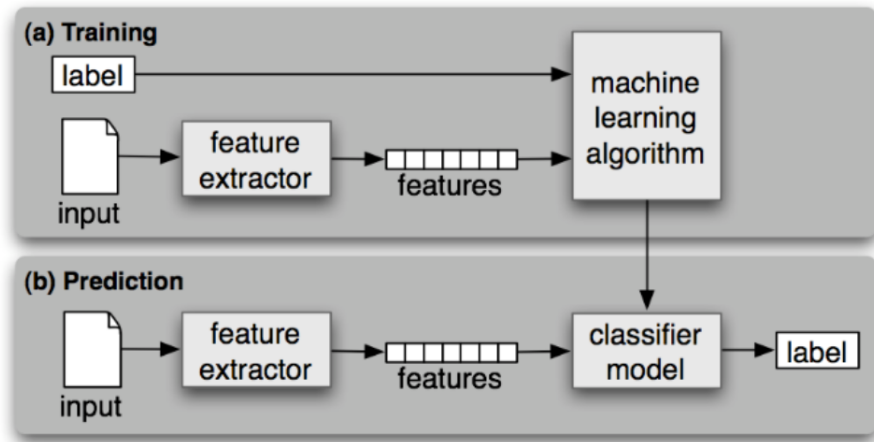 (a) Training
label
machine
learning
algorithm
feature
extractor
features
input
(b) Prediction
feature
extractor
features
classifier
model
label
input